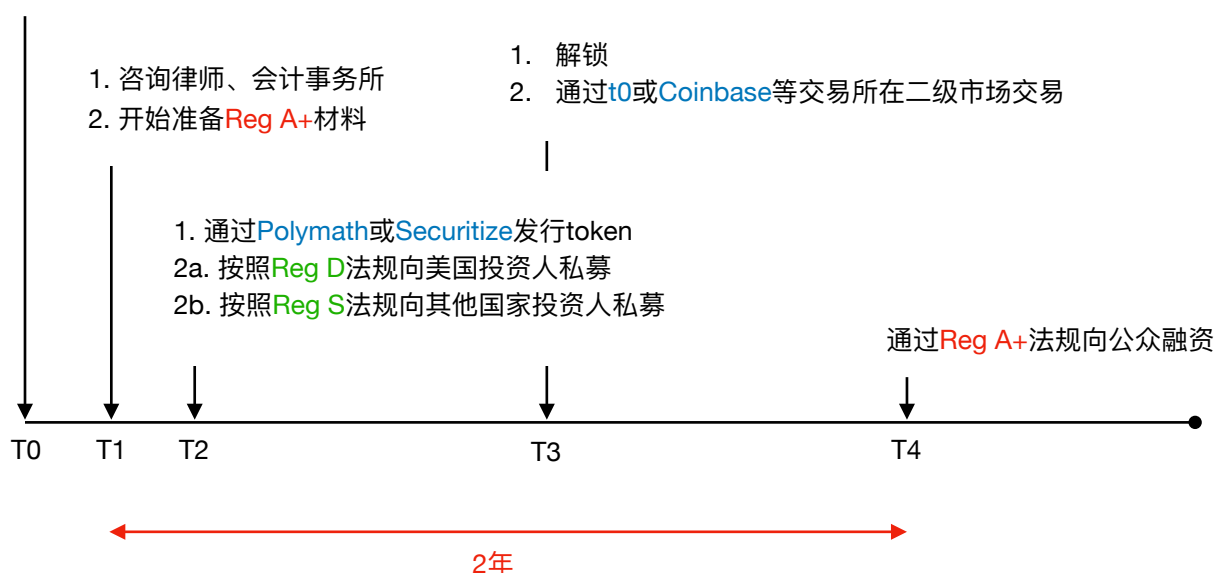 1. 咨询律师、会计事务所
2. 开始准备Reg A+材料
1. 解锁
2. 通过t0或Coinbase等交易所在二级市场交易
1. 通过Polymath或Securitize发行token
2a. 按照Reg D法规向美国投资人私募
2b. 按照Reg S法规向其他国家投资人私募
通过Reg A+法规向公众融资
T0 T1 T2 T3 T4
2年